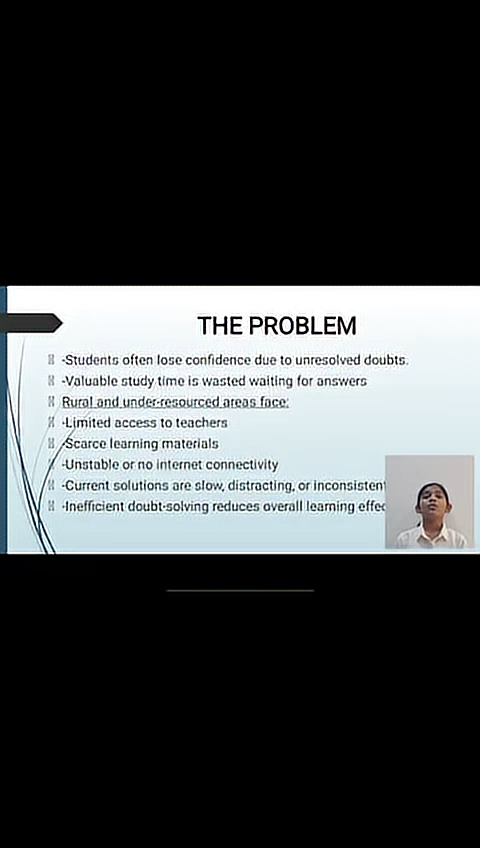 THE PROBLEM
-Students often lose confidence due to unresolved doubts.
-Valuable study time is wasted waiting for answers
Rural and under-resourced areas face:
-Limited access to teachers
-Scarce learning materials
-Unstable or no internet connectivity
-Current solutions are slow, distracting, or inconsistent
-Inefficient doubt-solving reduces overall learning